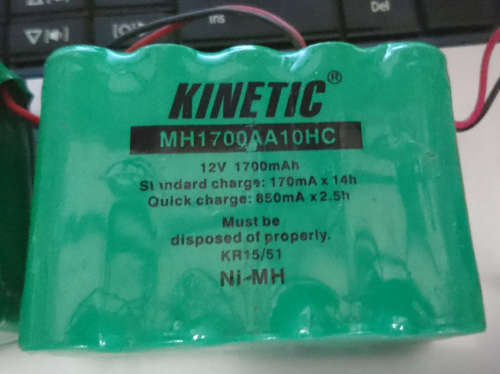 Del
KINETIC®
MH1700AA10HC
12V 1700mAh
Standard charge: 170mA x 14h
Quick charge: 850mA x 2.5h
Must be
disposed of properly.
KR15/51
Ni-MH